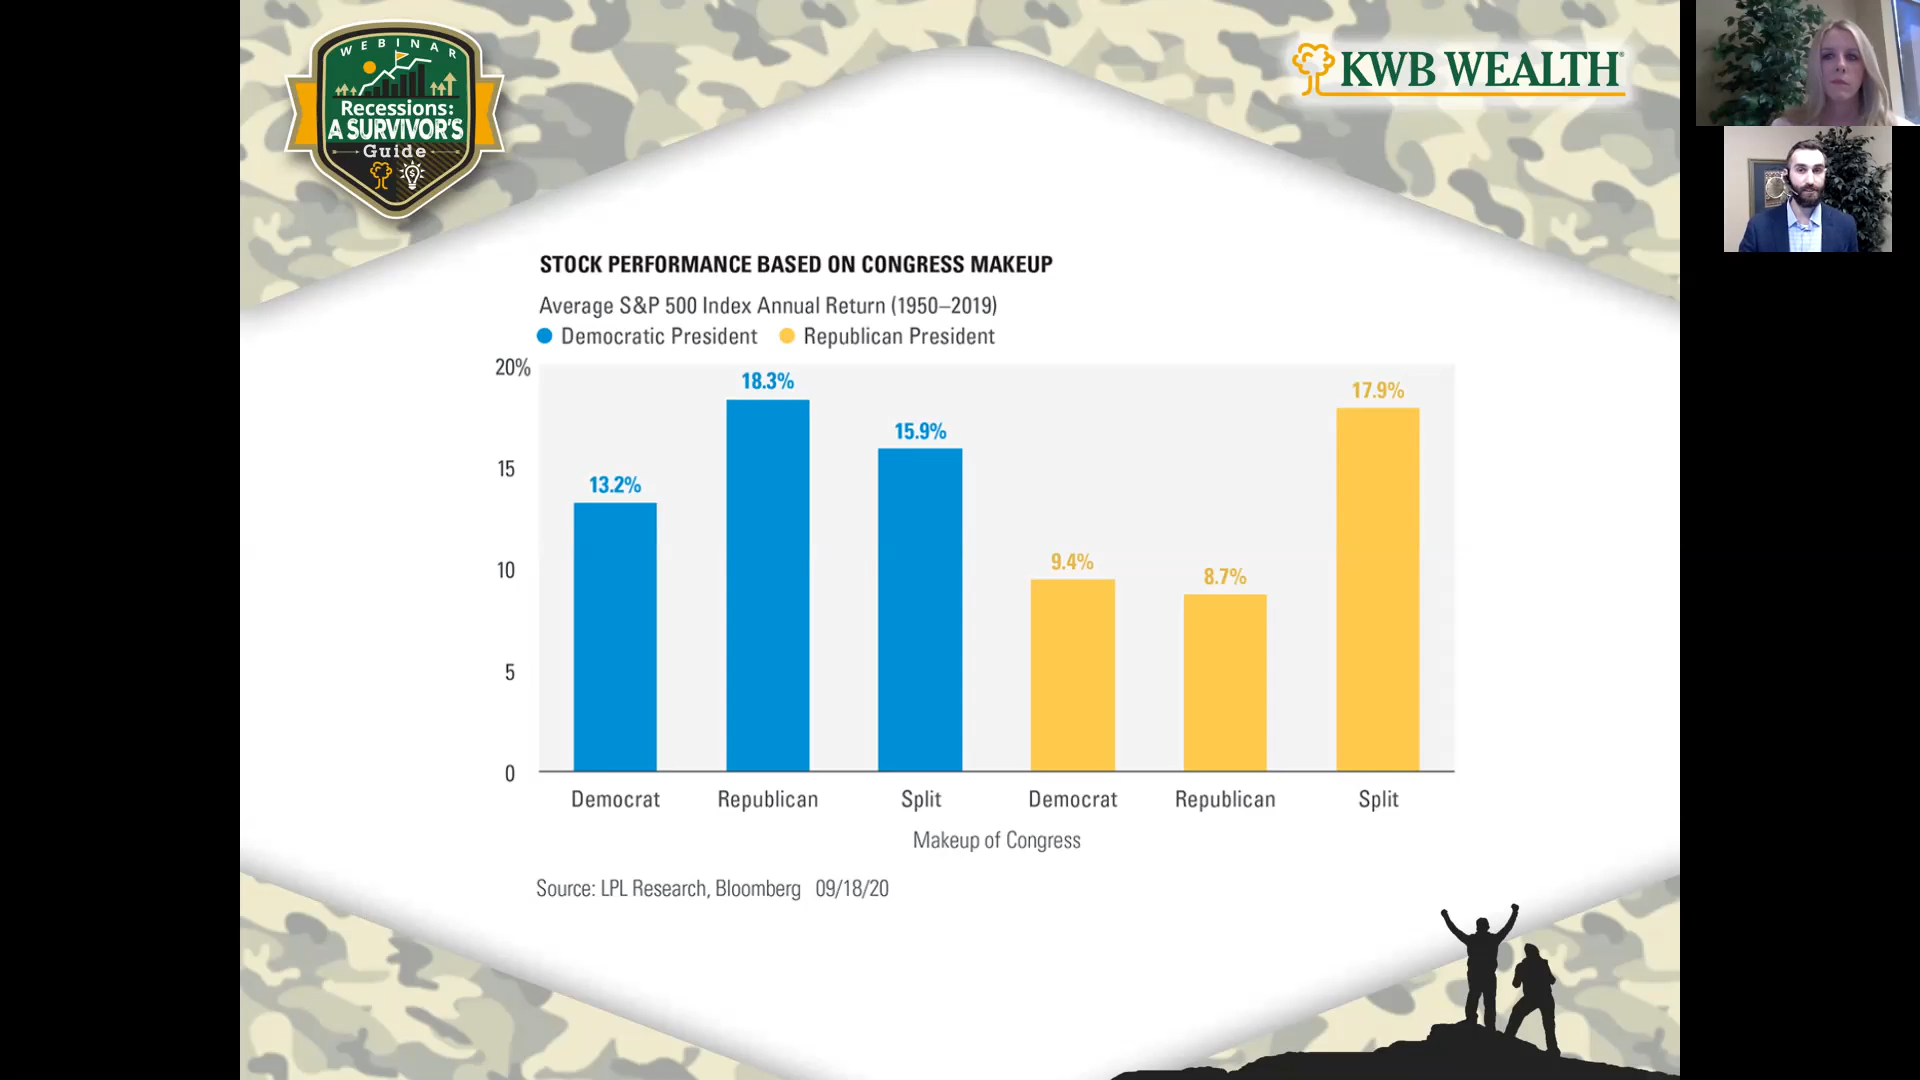 WEBINAR
Recessions:
A SURVIVOR'S
Guide
$
KWB WEALTH®
STOCK PERFORMANCE BASED ON CONGRESS MAKEUP
Average S&P 500 Index Annual Return (1950–2019)
Democratic President Republican President
20%
15
10
5
0
13.2%
18.3%
15.9%
9.4%
8.7%
17.9%
Democrat Republican Split Democrat Republican Split
Makeup of Congress
Source: LPL Research, Bloomberg 09/18/20